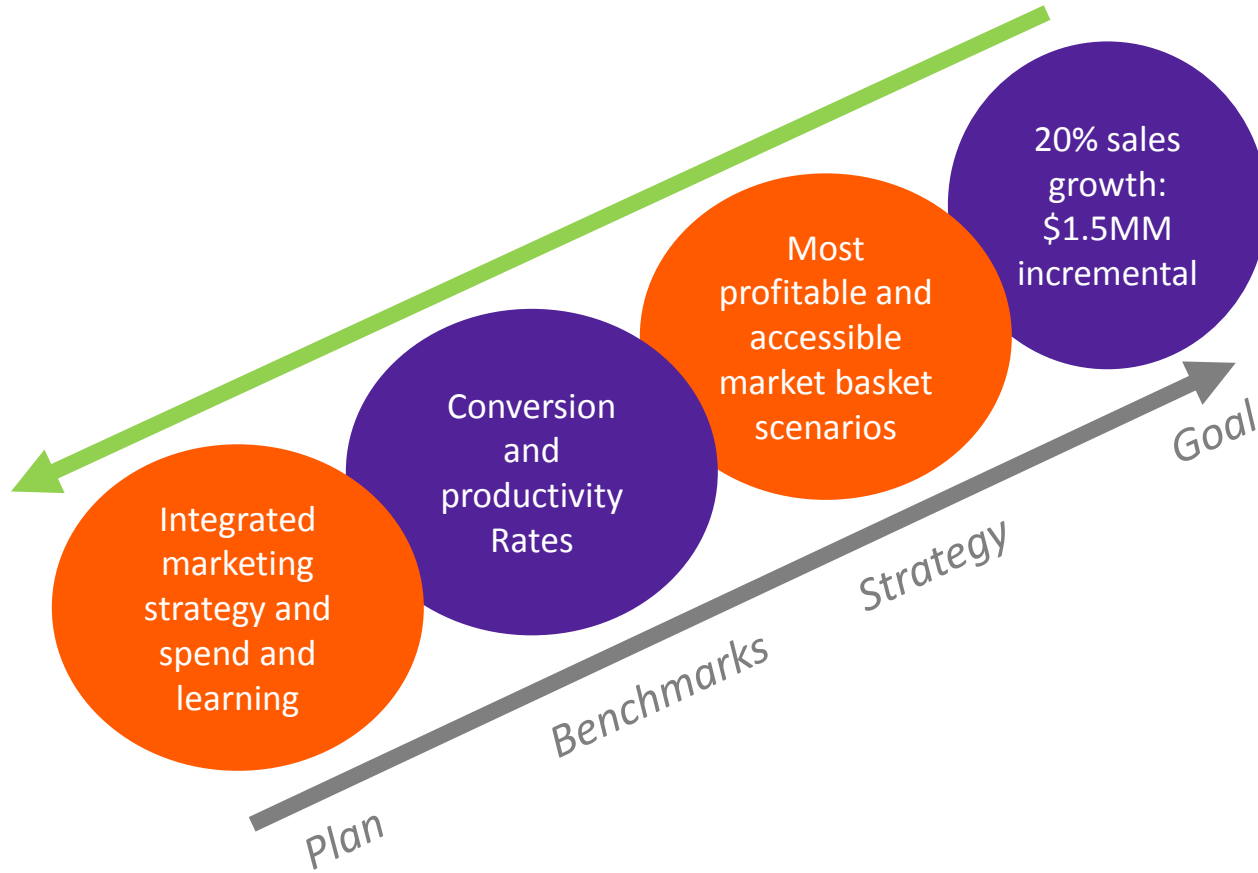 20% sales
growth:
$1.5MM
incremental
Most
profitable and
accessible
market basket
scenarios
Conversion
and
productivity
Rates
Integrated
marketing
strategy and
spend and
learning
Goal
Strategy
Benchmarks
Plan